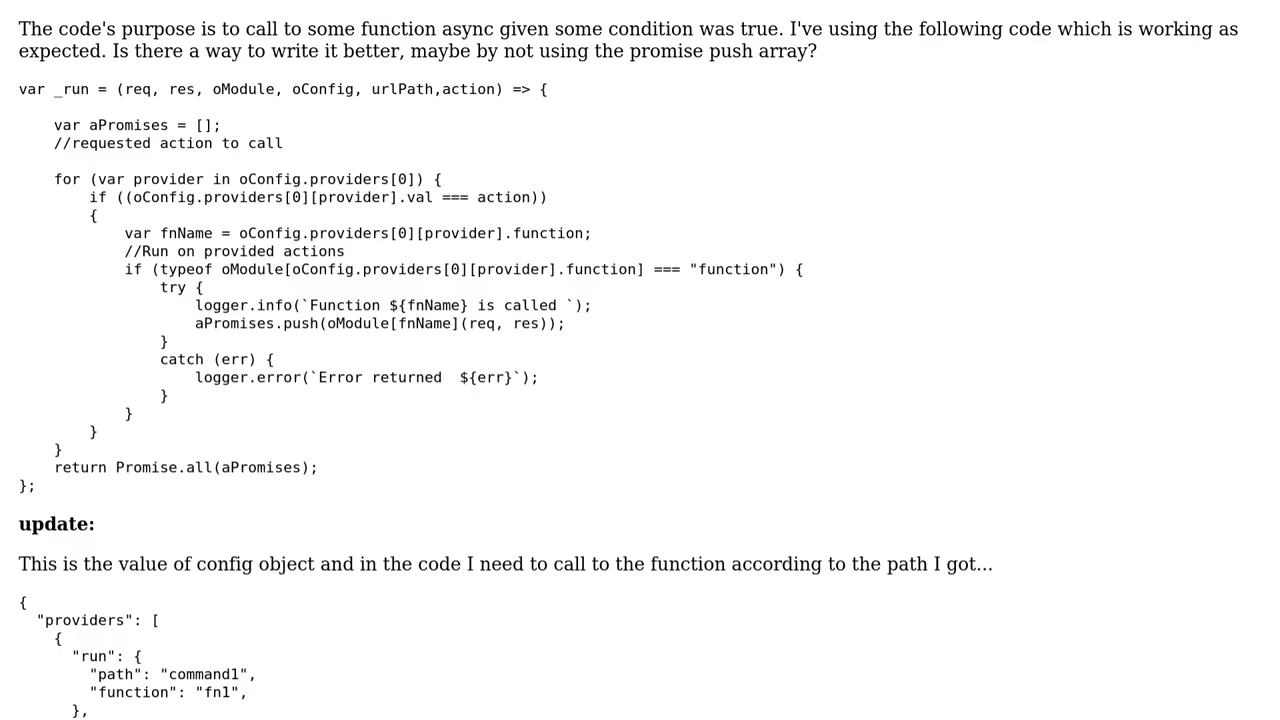 The code's purpose is to call to some function async given some condition was true. I've using the following code which is working as
expected. Is there a way to write it better, maybe by not using the promise push array?
var _run = (req, res, oModule, oConfig, urlPath,action) => {
    var aPromises = [];
    //requested action to call
    for (var provider in oConfig.providers[0]) {
        if ((oConfig.providers[0][provider].val === action))
        {
            var fnName = oConfig.providers[0][provider].function;
            //Run on provided actions
            if (typeof oModule[oConfig.providers[0][provider].function] === "function") {
                try {
                    logger.info(`Function ${fnName} is called `);
                    aPromises.push(oModule[fnName](req, res));
                }
                catch (err) {
                    logger.error(`Error returned  ${err}`);
                }
            }
        }
    }
    return Promise.all(aPromises);
};
update:
This is the value of config object and in the code I need to call to the function according to the path I got...
{
  "providers": [
    {
      "run": {
        "path": "command1",
        "function": "fn1",
      },